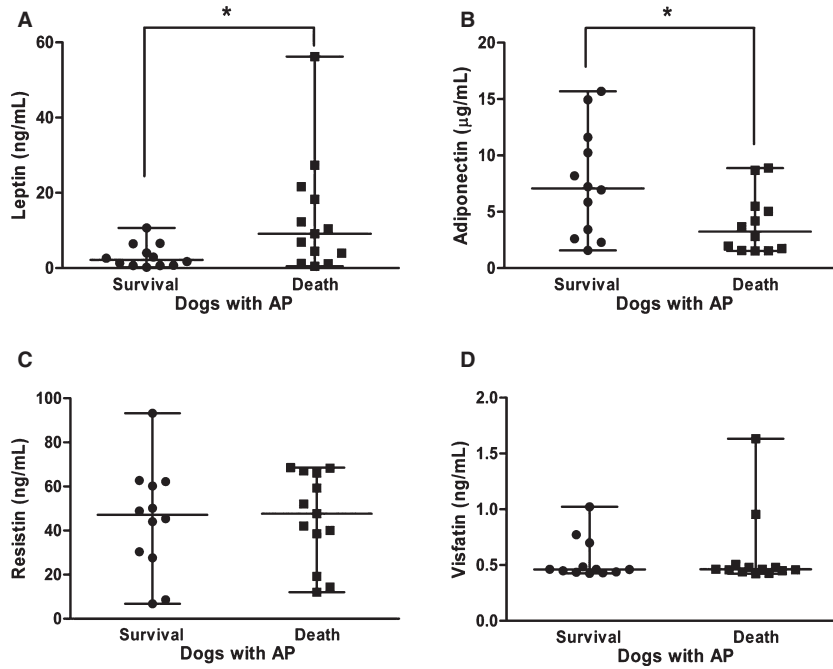 A
*
60
40
20
0
Leptin (ng/mL)
Survival Death
Dogs with AP
B
*
20
15
10
5
0
Adiponectin (µg/mL)
Survival Death
Dogs with AP
C
100
80
60
40
20
0
Resistin (ng/mL)
Survival Death
Dogs with AP
D
2.0
1.5
1.0
0.5
0.0
Visfatin (ng/mL)
Survival Death
Dogs with AP